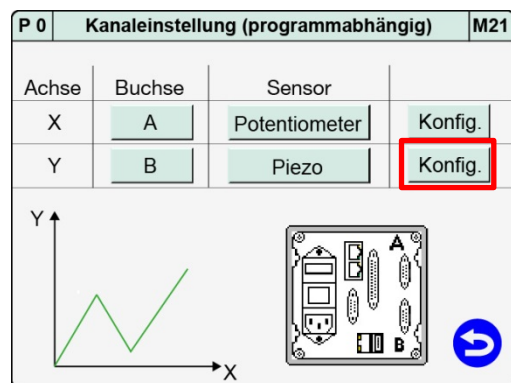 P 0 Kanaleinstellung (programmabhängig) M21
Achse Buchse Sensor
X A Potentiometer Konfig.
Y B Piezo Konfig.
Y
A
B
X